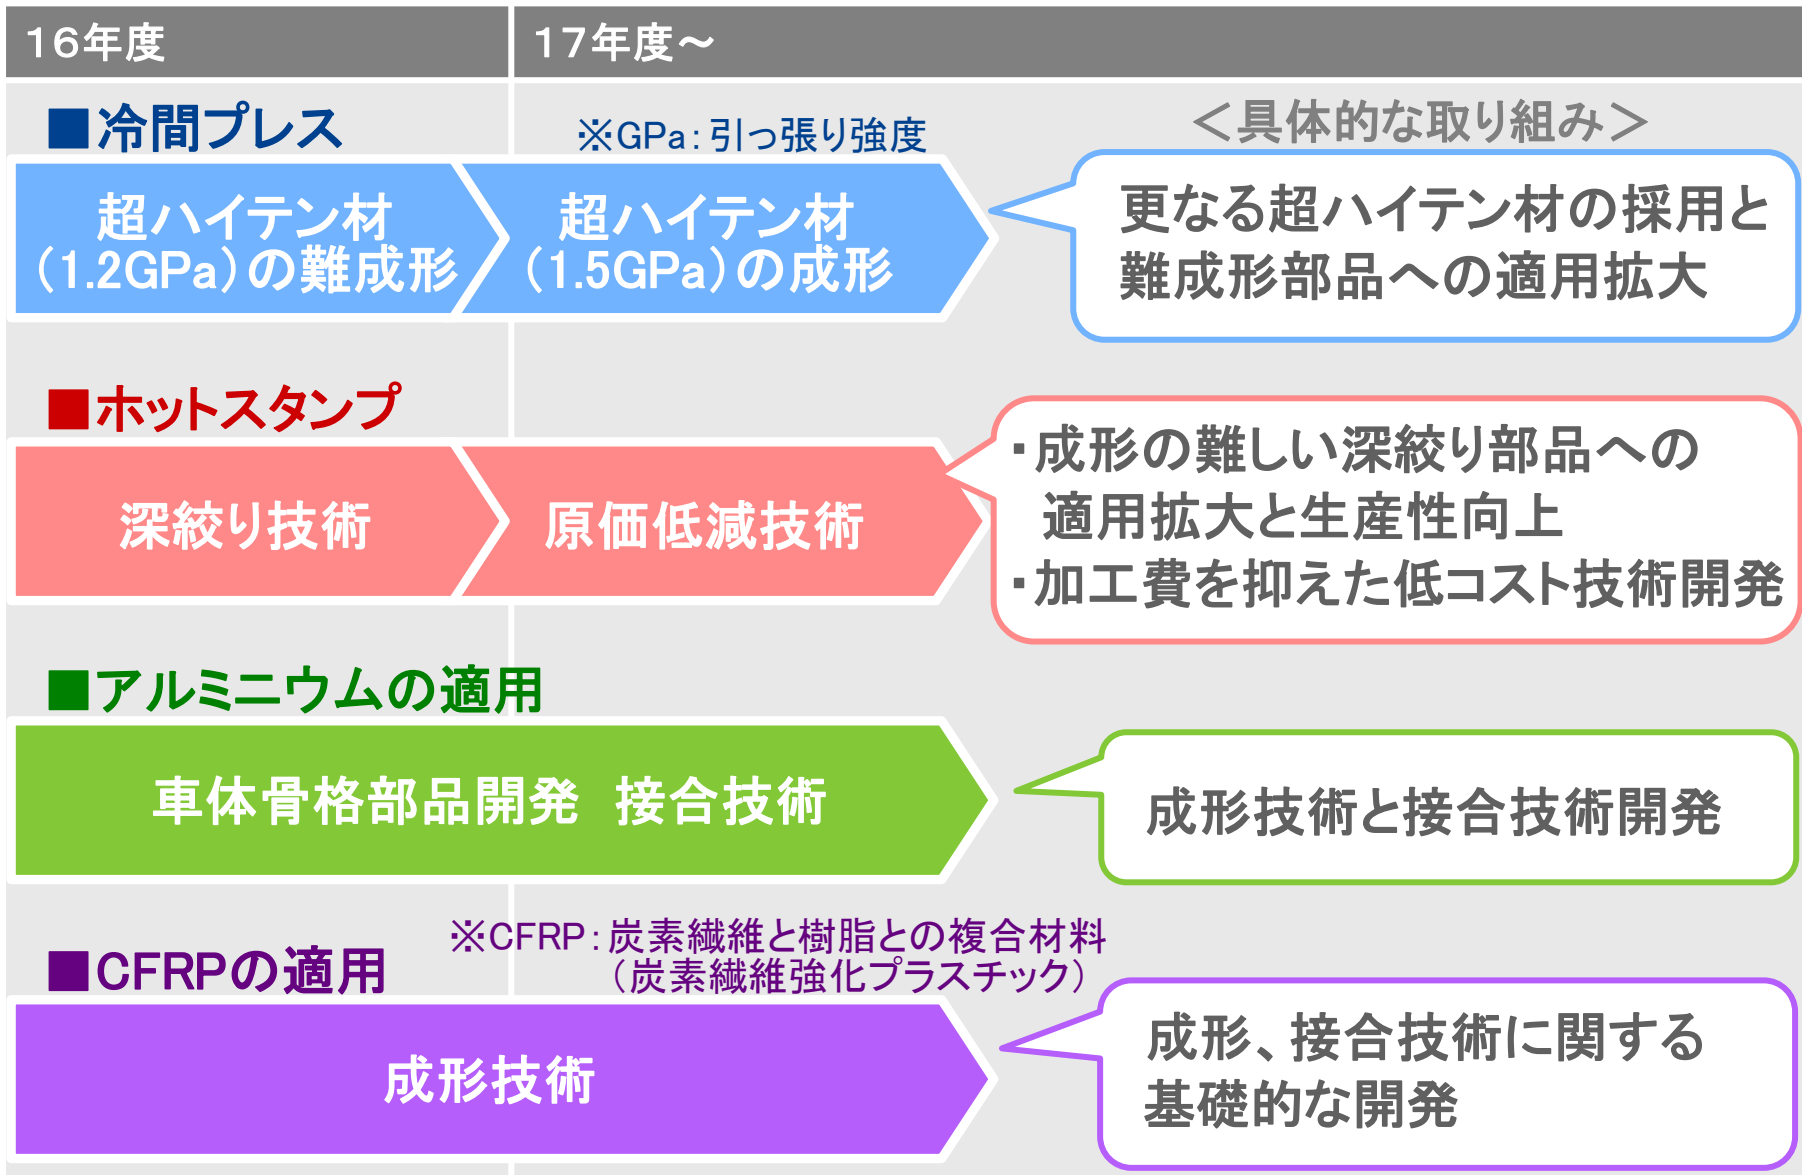 16年度
17年度～
■冷間プレス
※GPa：引っ張り強度
＜具体的な取り組み＞
超ハイテン材
（1.2GPa）の難成形
超ハイテン材
（1.5GPa）の成形
更なる超ハイテン材の採用と
難成形部品への適用拡大
■ホットスタンプ
深絞り技術
原価低減技術
・成形の難しい深絞り部品への
適用拡大と生産性向上
・加工費を抑えた低コスト技術開発
■アルミニウムの適用
車体骨格部品開発　接合技術
成形技術と接合技術開発
■CFRPの適用
※CFRP：炭素繊維と樹脂との複合材料
（炭素繊維強化プラスチック）
成形技術
成形、接合技術に関する
基礎的な開発